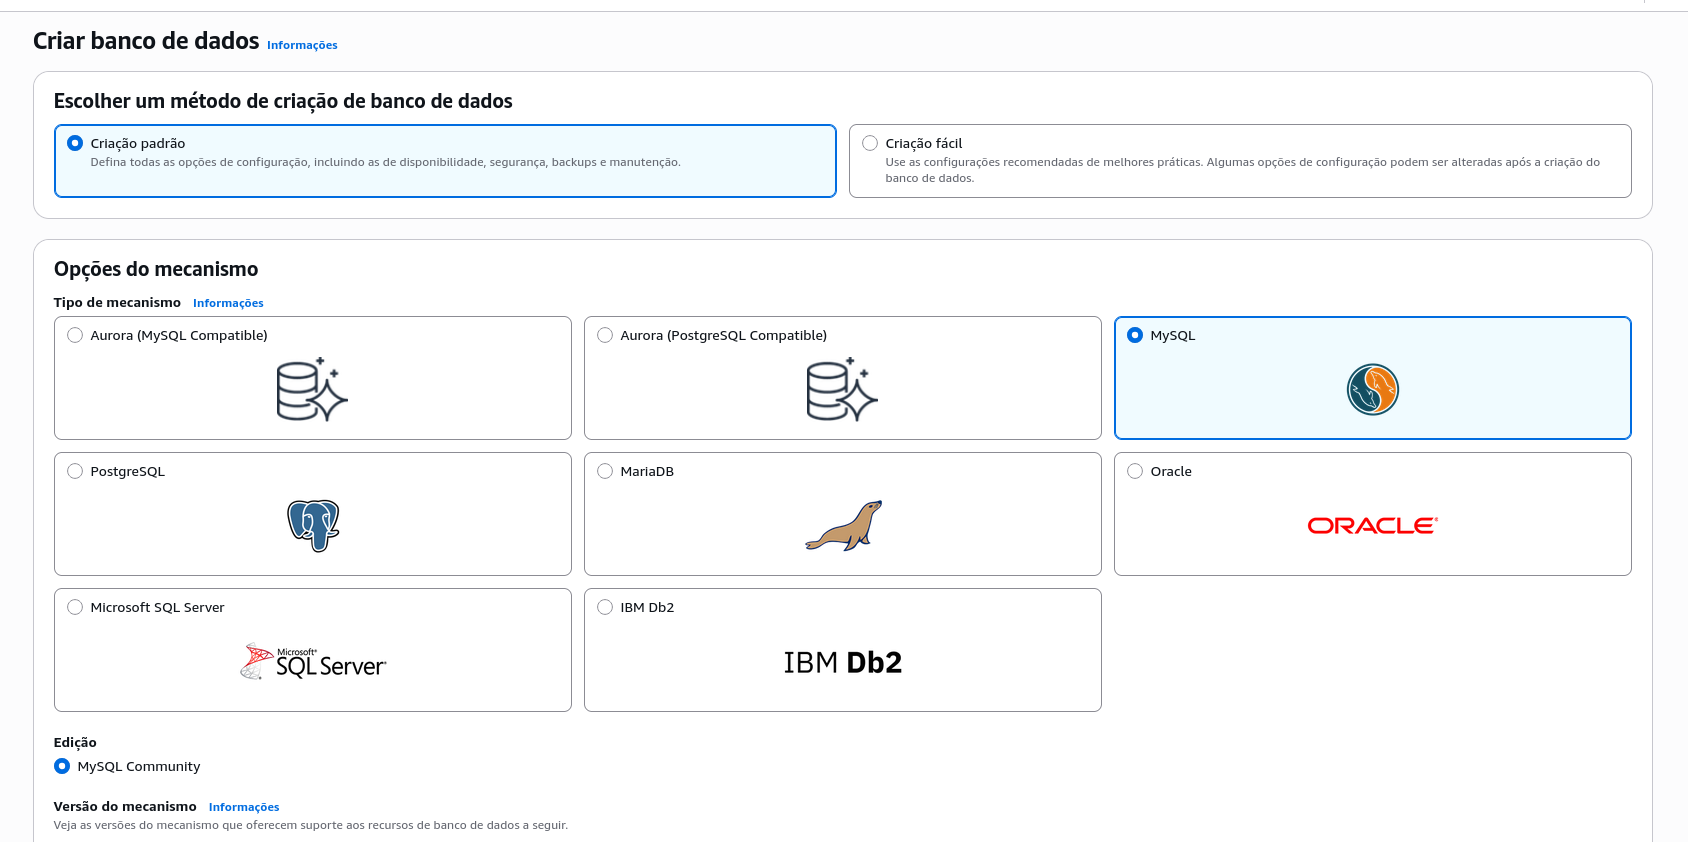 Criar banco de dados Informações
Escolher um método de criação de banco de dados
Criação padrão
Defina todas as opções de configuração, incluindo as de disponibilidade, segurança, backups e manutenção.
Criação fácil
Use as configurações recomendadas de melhores práticas. Algumas opções de configuração podem ser alteradas após a criação do
banco de dados.
Opções do mecanismo
Tipo de mecanismo Informações
Aurora (MySQL Compatible)
Aurora (PostgreSQL Compatible)
MySQL
PostgreSQL
MariaDB
Oracle
ORACLE®
Microsoft SQL Server
Microsoft®
SQL Server®
IBM Db2
IBM Db2
Edição
MySQL Community
Versão do mecanismo Informações
Veja as versões do mecanismo que oferecem suporte aos recursos de banco de dados a seguir.